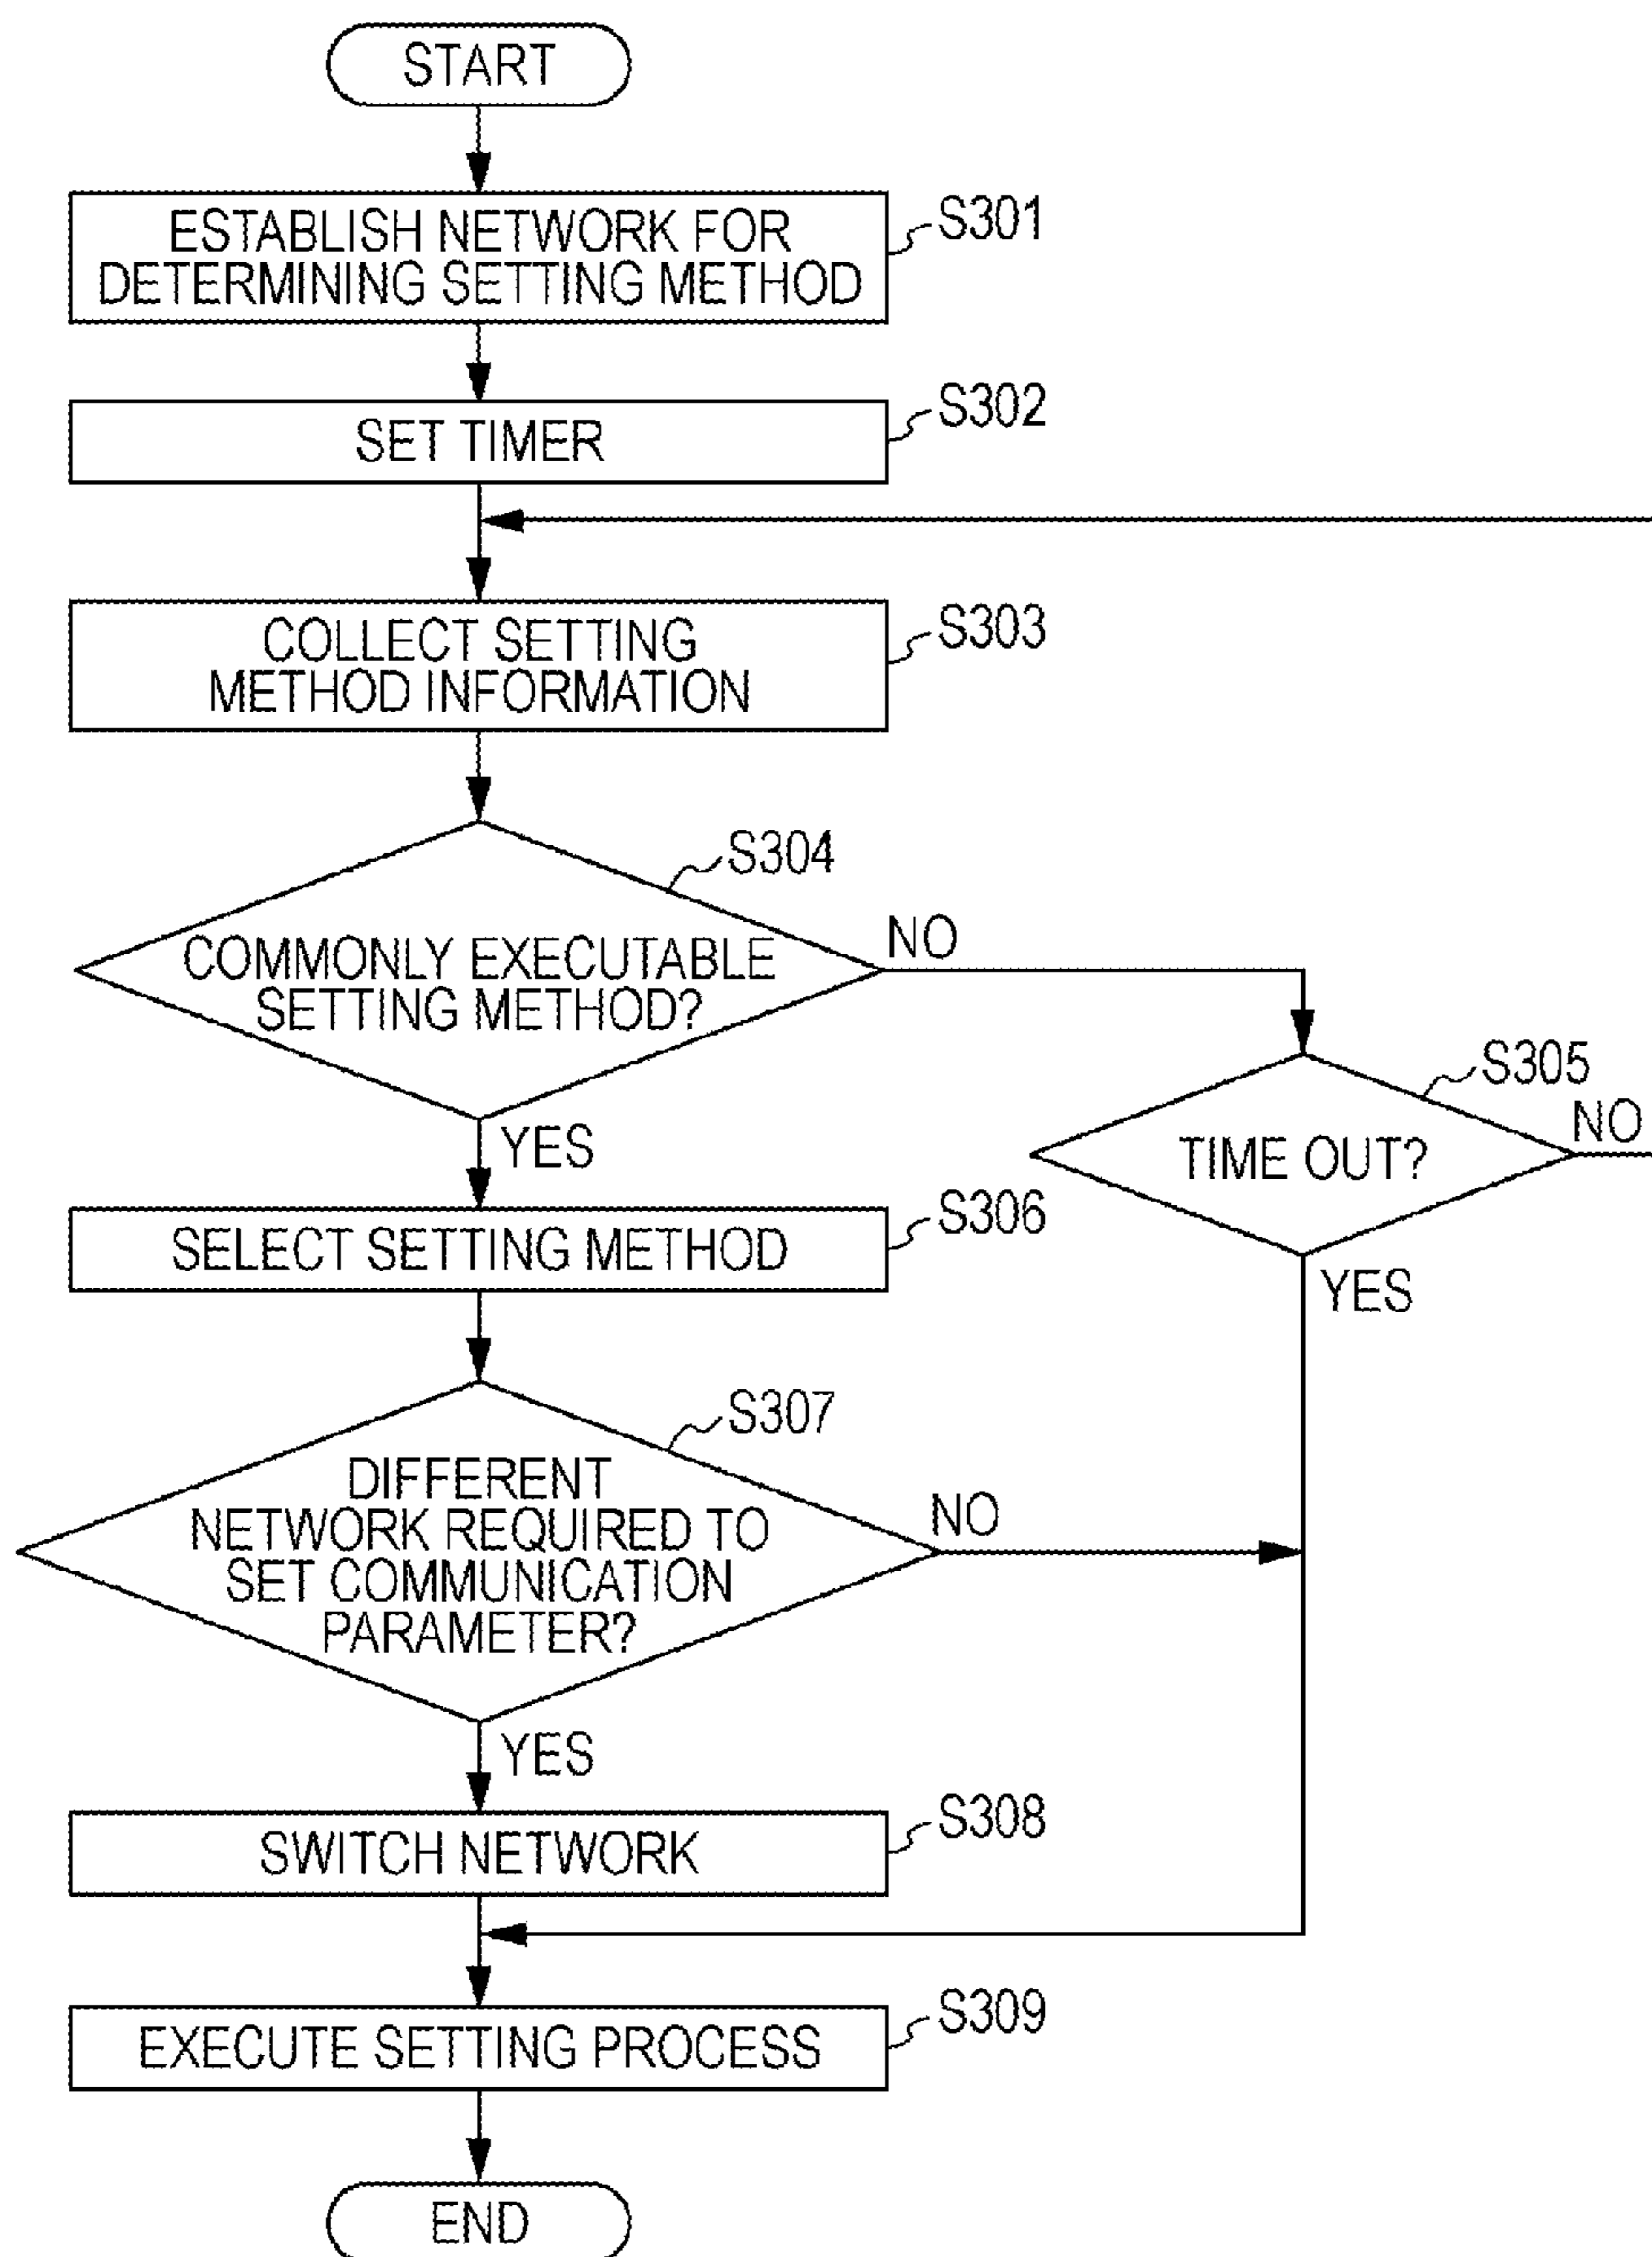 START
ESTABLISH NETWORK FOR
DETERMINING SETTING METHOD
S301
SET TIMER
S302
COLLECT SETTING
METHOD INFORMATION
S303
S304
COMMONLY EXECUTABLE
SETTING METHOD?
NO
YES
S305
TIME OUT?
NO
YES
SELECT SETTING METHOD
S306
S307
DIFFERENT
NETWORK REQUIRED TO
SET COMMUNICATION
PARAMETER?
NO
YES
SWITCH NETWORK
S308
EXECUTE SETTING PROCESS
S309
END